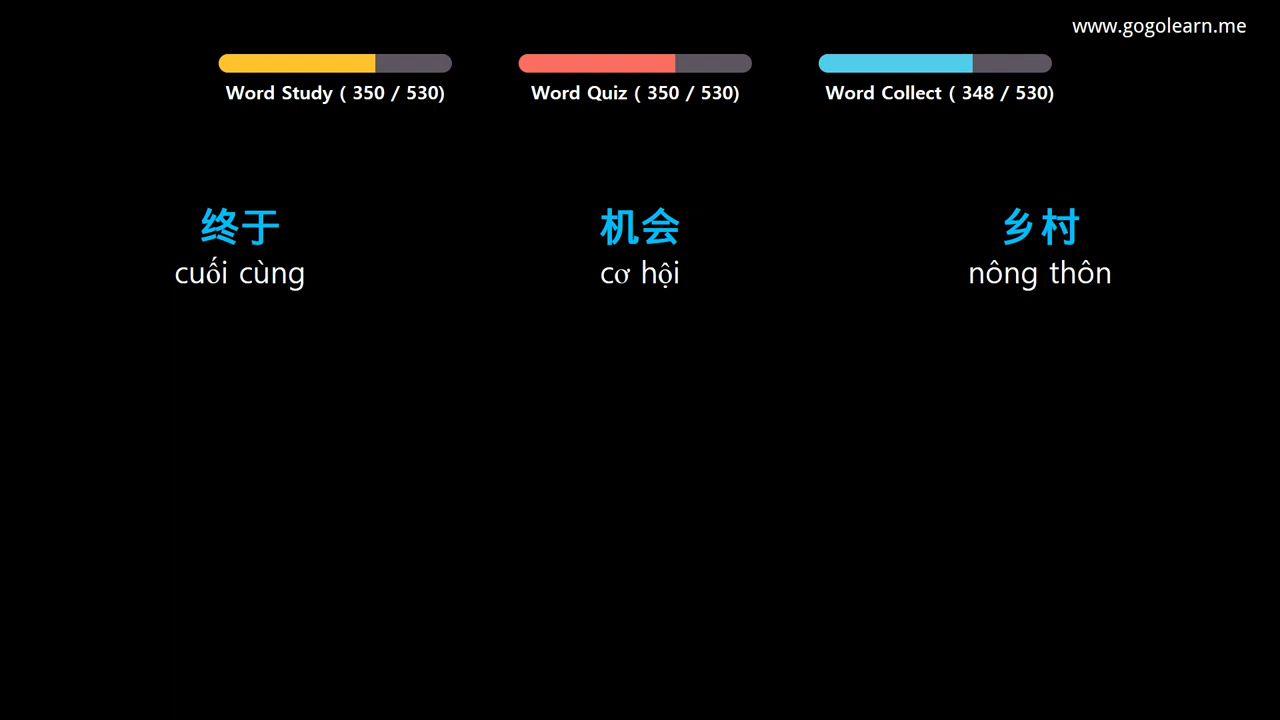 www.gogolearn.me
Word Study ( 350 / 530)
Word Quiz ( 350 / 530)
Word Collect ( 348 / 530)
终于
cuối cùng
机会
cơ hội
乡村
nông thôn